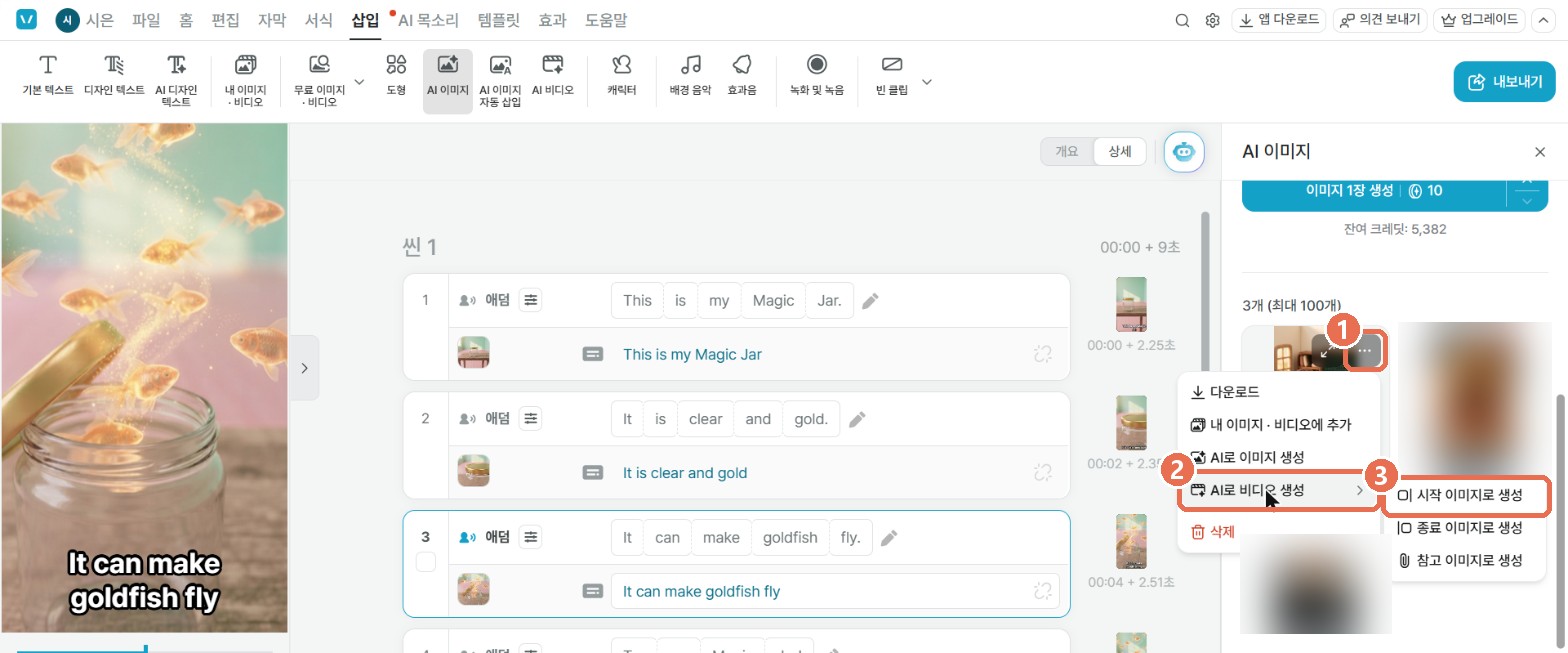 시 시은 파일 홈 편집 자막 서식 삽입 AI 목소리 템플릿 효과 도움말 앱 다운로드 의견 보내기 업그레이드
기본 텍스트 디자인 텍스트 AI 디자인 텍스트 내 이미지 · 비디오 무료 이미지 · 비디오 도형 AI 이미지 AI 이미지 자동 삽입 AI 비디오 캐릭터 배경 음악 효과음 녹화 및 녹음 빈 클립 내보내기
It can make
goldfish fly
개요 상세
씬 1 00:00 + 9초
1 애덤 This is my Magic Jar.
This is my Magic Jar
00:00 + 2.25초
2 애덤 It is clear and gold.
It is clear and gold
3 애덤 It can make goldfish fly.
It can make goldfish fly
00:04 + 2.51초
AI 이미지
이미지 1장 생성 10
잔여 크레딧: 5,382
3개 (최대 100개)
1
다운로드
내 이미지 · 비디오에 추가
AI로 이미지 생성
2 AI로 비디오 생성
삭제
3 시작 이미지로 생성
종료 이미지로 생성
참고 이미지로 생성